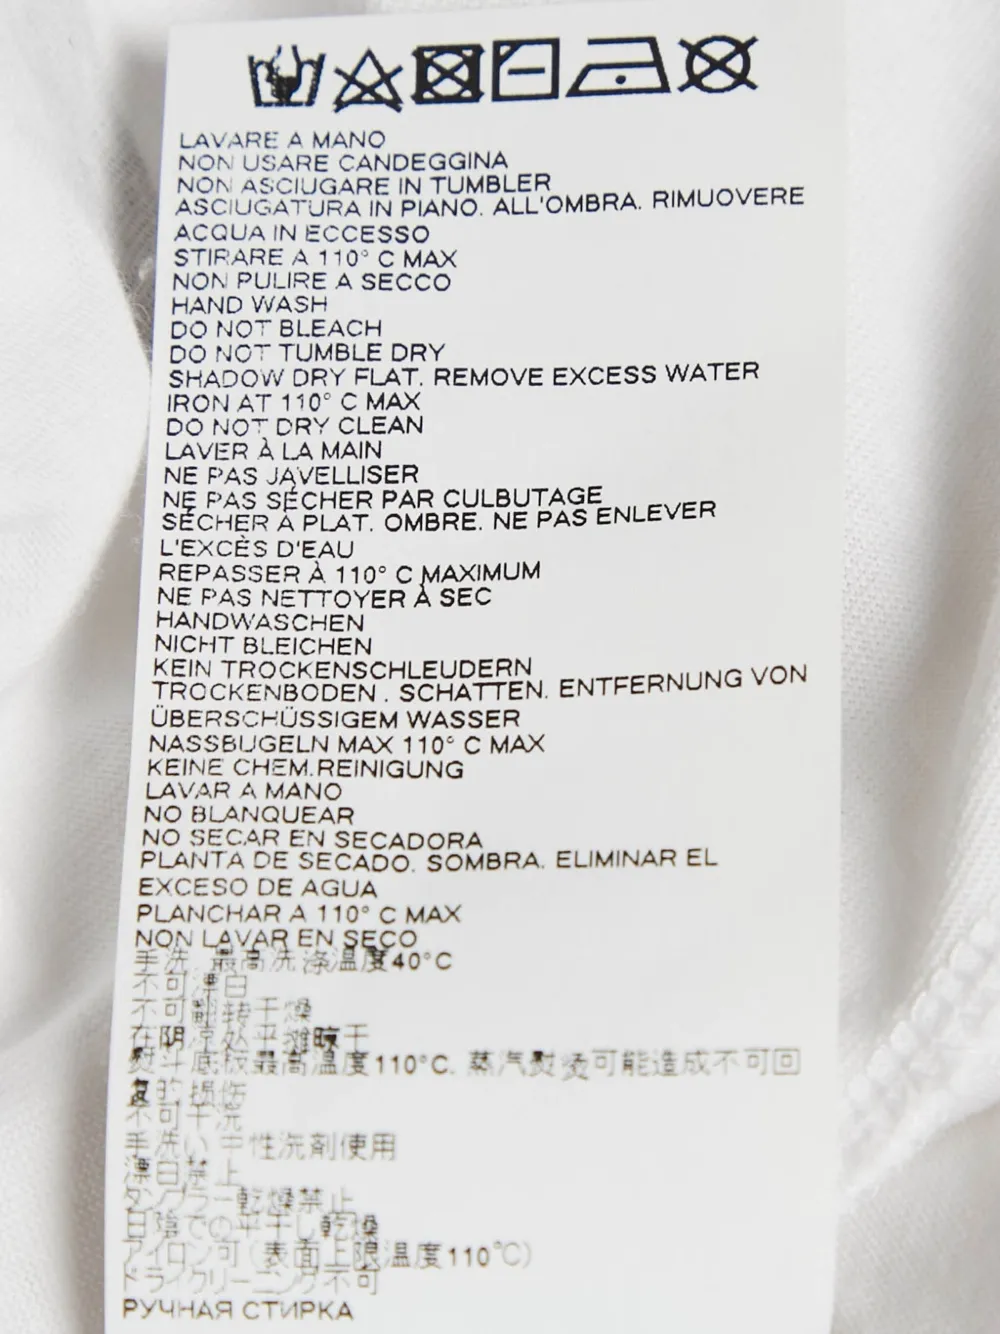 LAVARE A MANO
NON USARE CANDEGGINA
NON ASCIUGARE IN TUMBLER
ASCIUGATURA IN PIANO. ALL'OMBRA. RIMUOVERE
ACQUA IN ECCESSO
STIRARE A 110° C MAX
NON PULIRE A SECCO
HAND WASH
DO NOT BLEACH
DO NOT TUMBLE DRY
SHADOW DRY FLAT. REMOVE EXCESS WATER
IRON AT 110° C MAX
DO NOT DRY CLEAN
LAVER À LA MAIN
NE PAS JAVELLISER
NE PAS SÉCHER PAR CULBUTAGE
SÉCHER À PLAT. OMBRE. NE PAS ENLEVER
L'EXCÈS D'EAU
REPASSER À 110° C MAXIMUM
NE PAS NETTOYER À SEC
HANDWASCHEN
NICHT BLEICHEN
KEIN TROCKENSCHLEUDERN
TROCKENBODEN . SCHATTEN. ENTFERNUNG VON
ÜBERSCHÜSSIGEM WASSER
NASSBUGELN MAX 110° C MAX
KEINE CHEM.REINIGUNG
LAVAR A MANO
NO BLANQUEAR
NO SECAR EN SECADORA
PLANTA DE SECADO. SOMBRA. ELIMINAR EL
EXCESO DE AGUA
PLANCHAR A 110° C MAX
NON LAVAR EN SECO
手洗 最高洗涤温度40°C
不可漂白
不可翻转干燥
在阴凉处平摊晾干
熨斗底板最高温度110°C. 蒸汽熨烫可能造成不可回
复的损伤
不可干洗
手洗い 中性洗剤使用
漂白禁止
タンブラー乾燥禁止
日陰での平干し乾燥
アイロン可（表面上限温度110℃）
ドライクリーニング不可
РУЧНАЯ СТИРКА